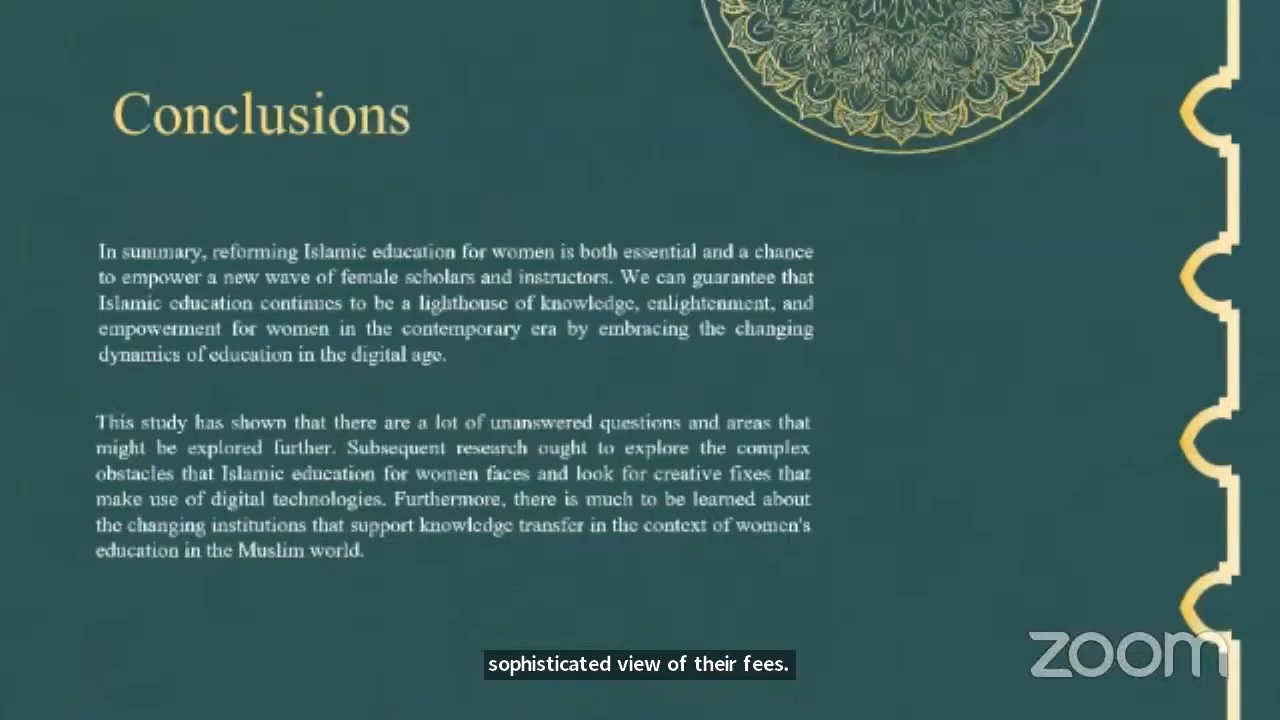 Conclusions
In summary, reforming Islamic education for women is both essential and a chance
to empower a new wave of female scholars and instructors. We can guarantee that
Islamic education continues to be a lighthouse of knowledge, enlightenment, and
empowerment for women in the contemporary era by embracing the changing
dynamics of education in the digital age.
This study has shown that there are a lot of unanswered questions and areas that
might be explored further. Subsequent research ought to explore the complex
obstacles that Islamic education for women faces and look for creative fixes that
make use of digital technologies. Furthermore, there is much to be learned about
the changing institutions that support knowledge transfer in the context of women's
education in the Muslim world.
sophisticated view of their fees.
zoom